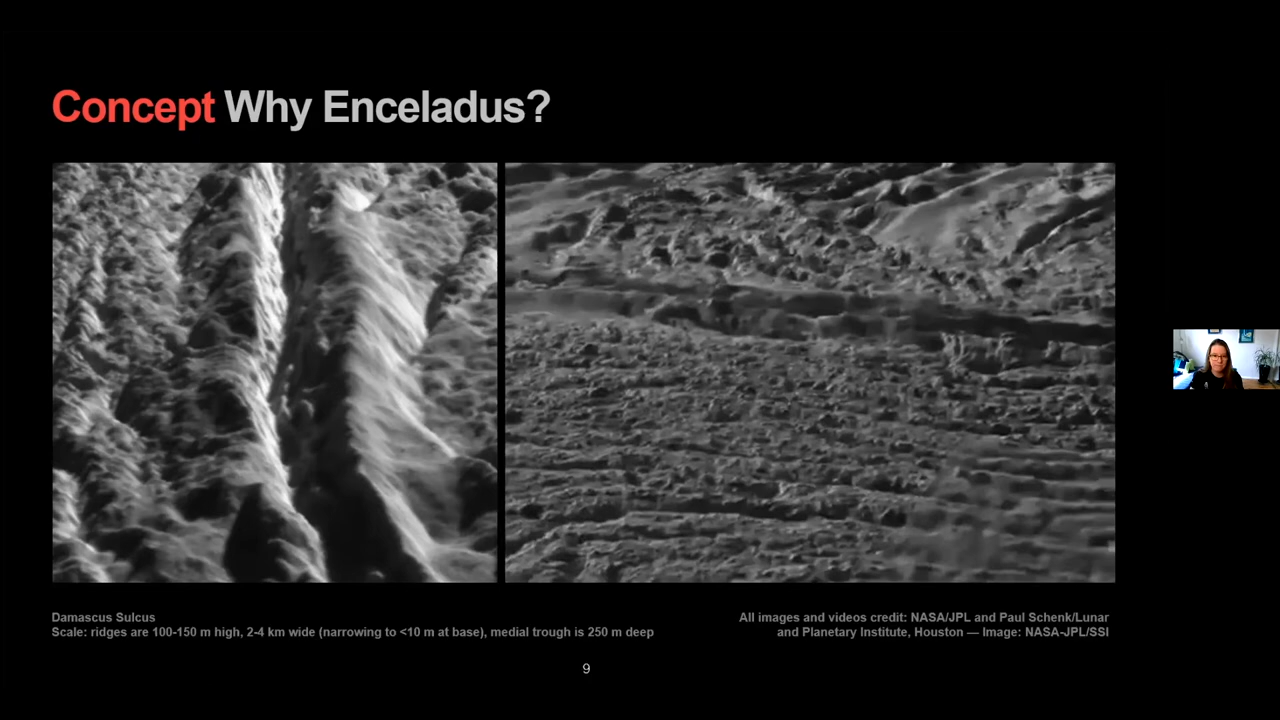 Concept Why Enceladus?
Damascus Sulcus
Scale: ridges are 100-150 m high, 2-4 km wide (narrowing to <10 m at base), medial trough is 250 m deep
All images and videos credit: NASA/JPL and Paul Schenk/Lunar
and Planetary Institute, Houston — Image: NASA-JPL/SSI
9